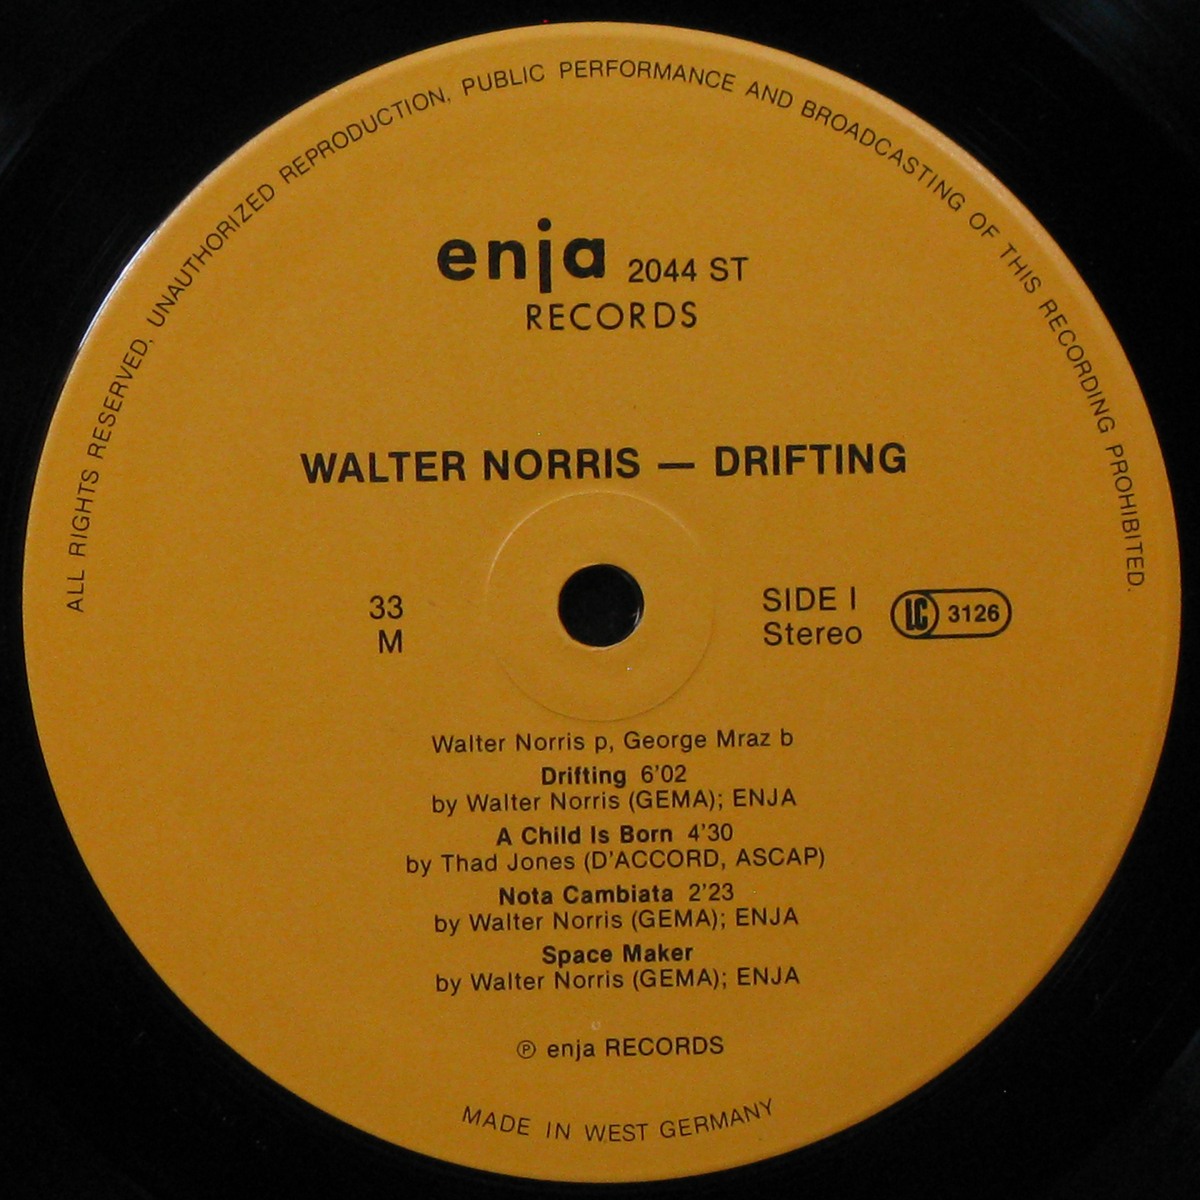 ALL RIGHTS RESERVED, UNAUTHORIZED REPRODUCTION, PUBLIC PERFORMANCE AND BROADCASTING OF THIS RECORDING PROHIBITED.
enja 2044 ST
RECORDS
WALTER NORRIS — DRIFTING
33
M
SIDE I
Stereo
LC 3126
Walter Norris p, George Mraz b
Drifting 6'02
by Walter Norris (GEMA); ENJA
A Child Is Born 4'30
by Thad Jones (D'ACCORD, ASCAP)
Nota Cambiata 2'23
by Walter Norris (GEMA); ENJA
Space Maker
by Walter Norris (GEMA); ENJA
℗ enja RECORDS
MADE IN WEST GERMANY